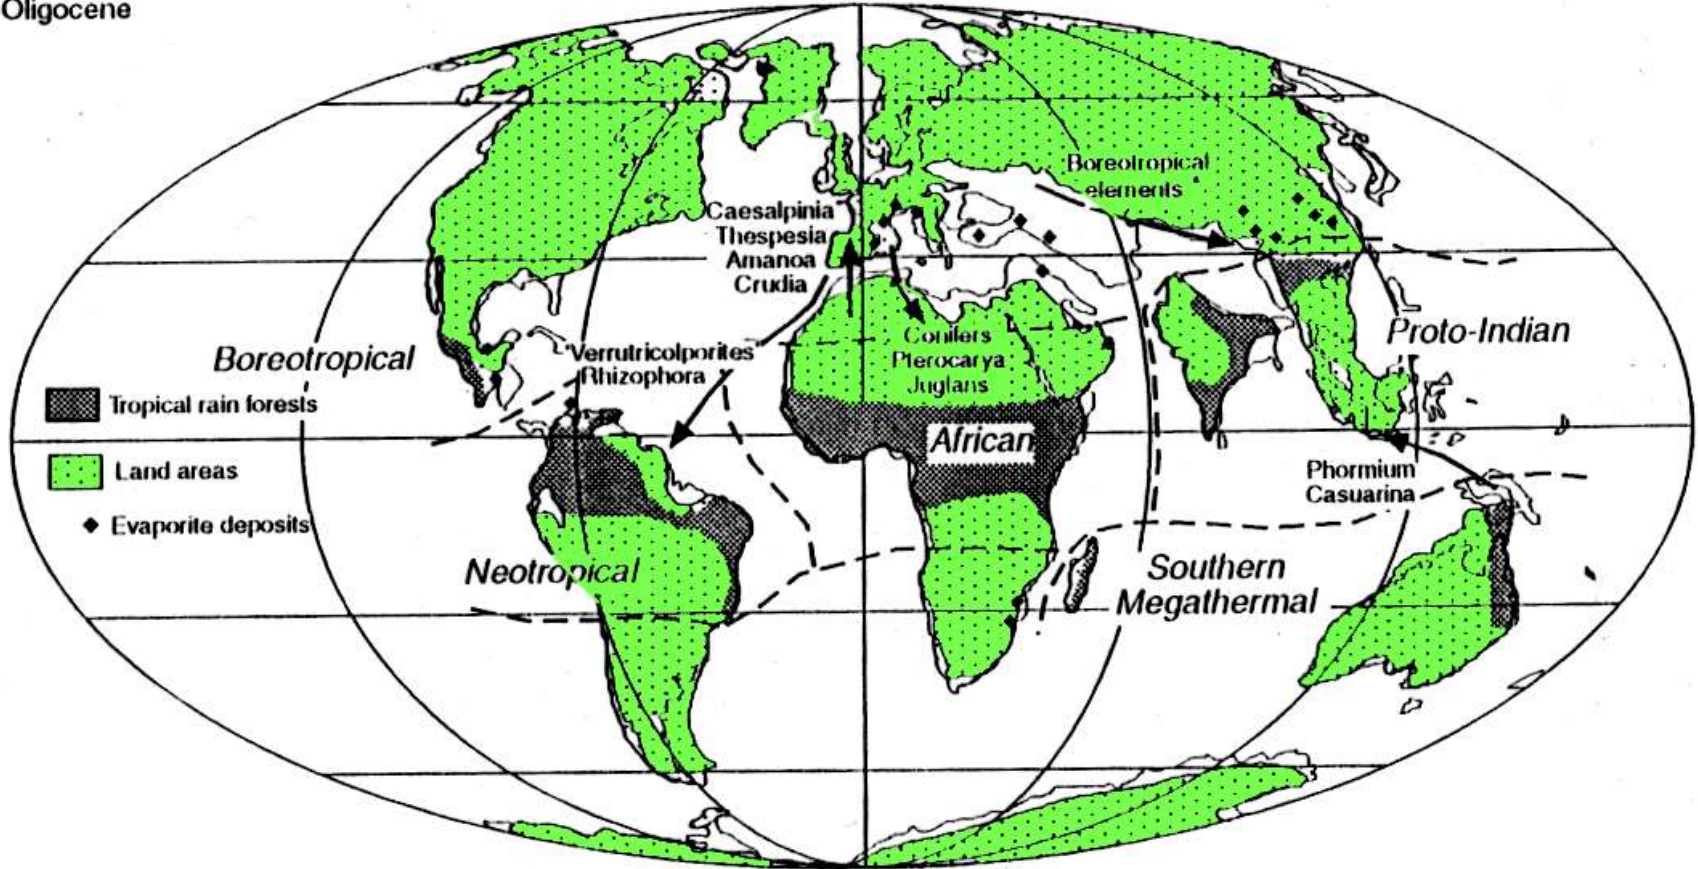 Oligocene
Boreotropical
elements
Caesalpinia
Thespesia
Amanoa
Crudia
Conifers
Pterocarya
Juglans
Proto-Indian
Boreotropical
Verrutricolporites
Rhizophora
Tropical rain forests
African
Land areas
Phormium
Casuarina
Evaporite deposits
Neotropical
Southern
Megathermal